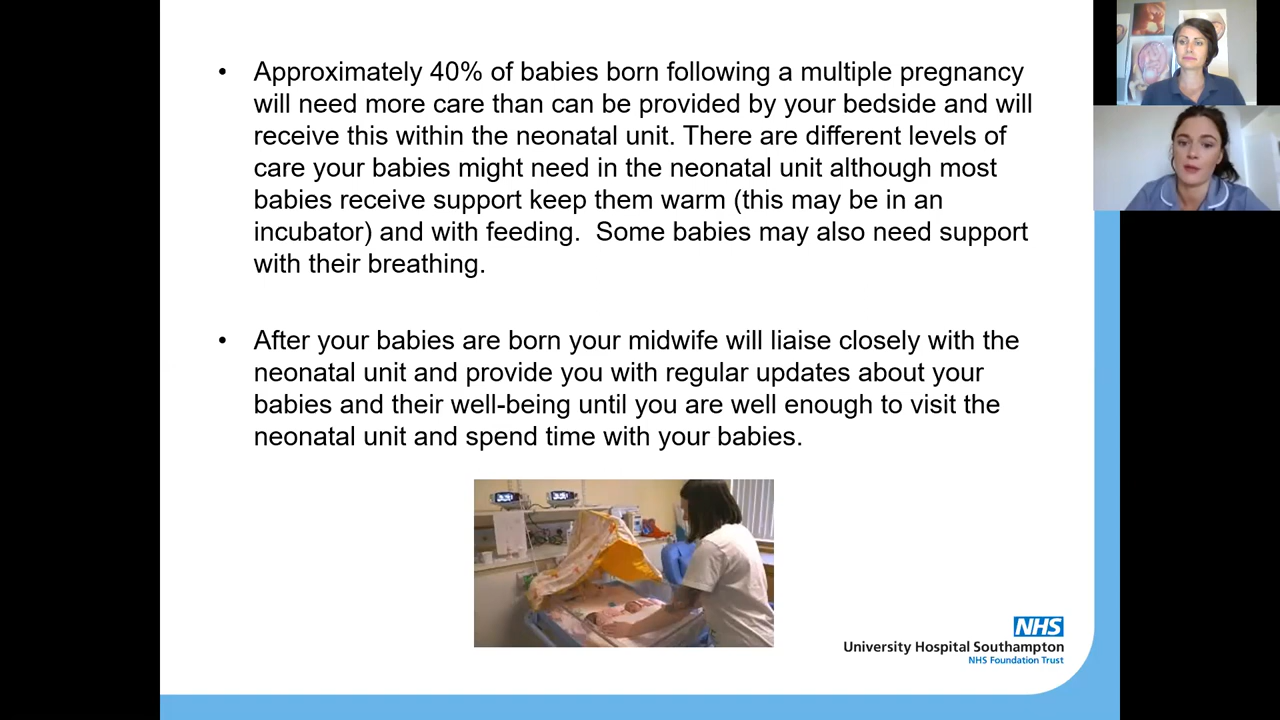 • Approximately 40% of babies born following a multiple pregnancy
will need more care than can be provided by your bedside and will
receive this within the neonatal unit. There are different levels of
care your babies might need in the neonatal unit although most
babies receive support keep them warm (this may be in an
incubator) and with feeding.  Some babies may also need support
with their breathing.
• After your babies are born your midwife will liaise closely with the
neonatal unit and provide you with regular updates about your
babies and their well-being until you are well enough to visit the
neonatal unit and spend time with your babies.
NHS
University Hospital Southampton
NHS Foundation Trust